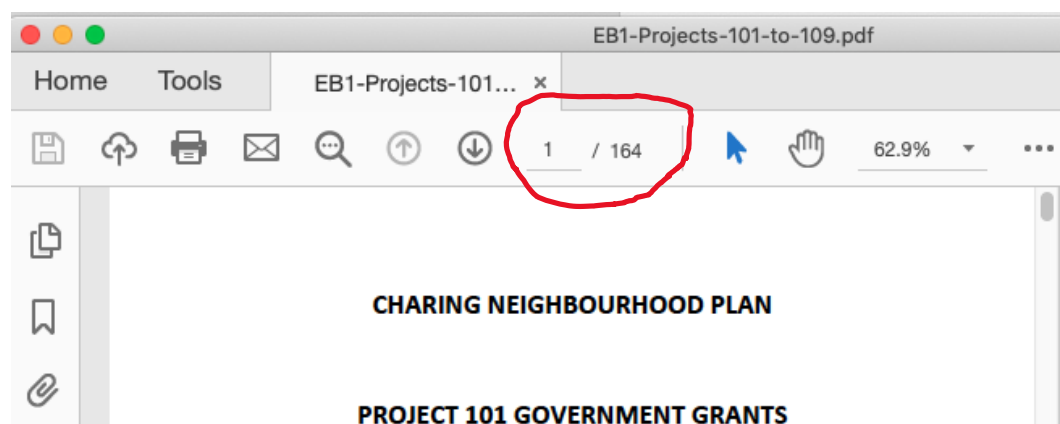 EB1-Projects-101-to-109.pdf
Home Tools EB1-Projects-101... ×
1 / 164 62.9%
CHARING NEIGHBOURHOOD PLAN
PROJECT 101 GOVERNMENT GRANTS